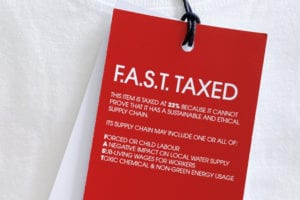 F.A.S.T. TAXED
THIS ITEM IS TAXED AT 33% BECAUSE IT CANNOT
PROVE THAT IT HAS A SUSTAINABLE AND ETHICAL
SUPPLY CHAIN.
ITS SUPPLY CHAIN MAY INCLUDE ONE OR ALL OF:
FORCED OR CHILD LABOUR
A NEGATIVE IMPACT ON LOCAL WATER SUPPLY
SUB-LIVING WAGES FOR WORKERS
TOXIC CHEMICAL & NON-GREEN ENERGY USAGE